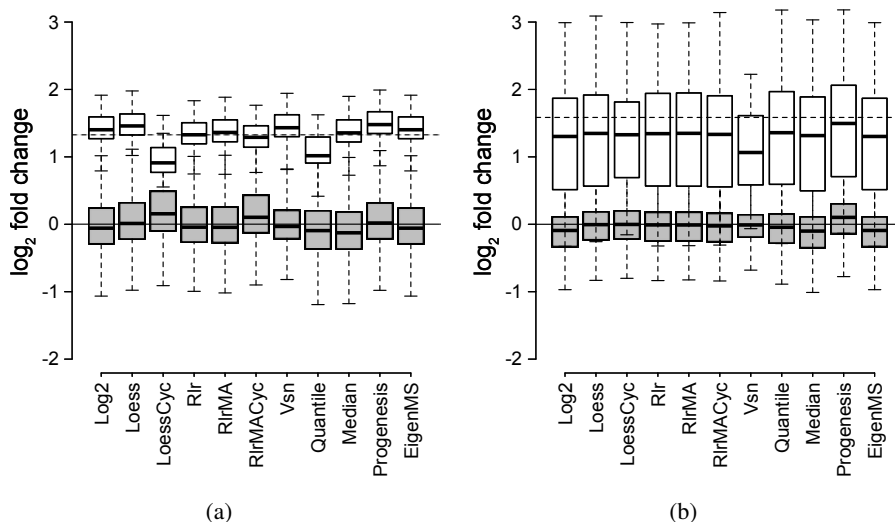 3
2
1
0
-1
-2
log2 fold change
Log2
Loess
LoessCyc
Rlr
RlrMA
RlrMACyc
Vsn
Quantile
Median
Progenesis
EigenMS
(a)
3
2
1
0
-1
-2
log2 fold change
Log2
Loess
LoessCyc
Rlr
RlrMA
RlrMACyc
Vsn
Quantile
Median
Progenesis
EigenMS
(b)